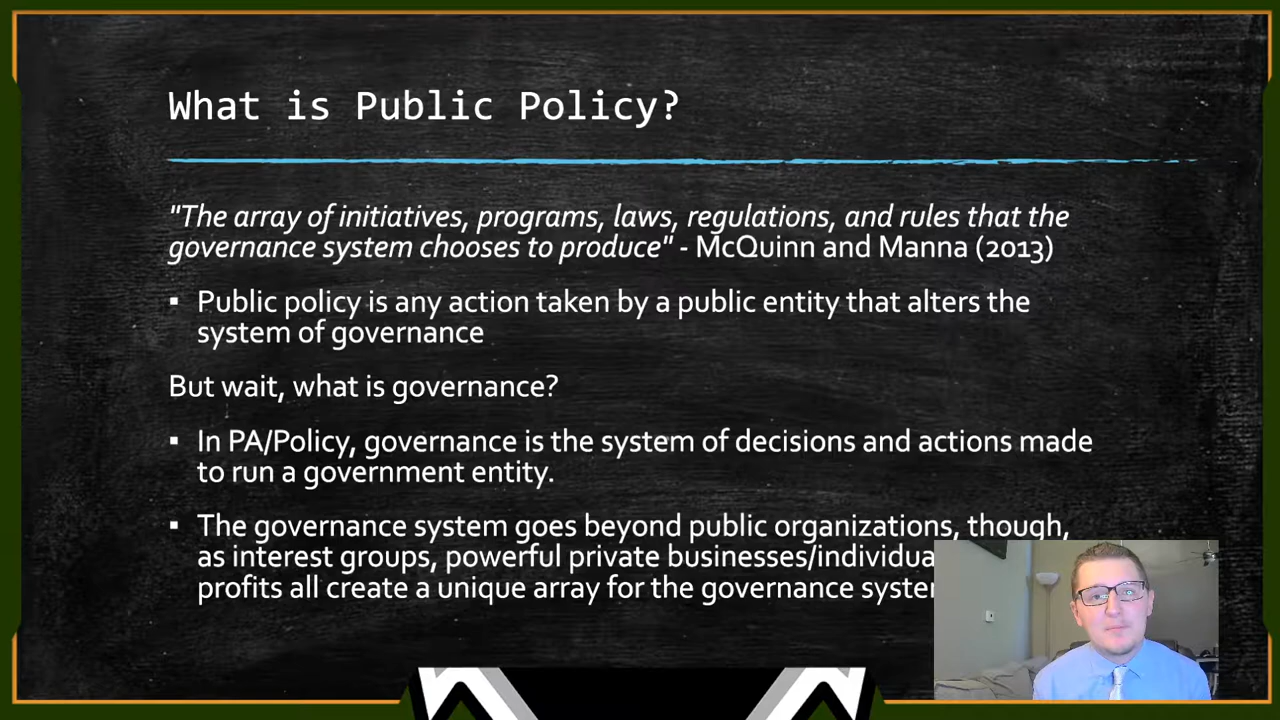 What is Public Policy?
"The array of initiatives, programs, laws, regulations, and rules that the
governance system chooses to produce" - McQuinn and Manna (2013)
▪ Public policy is any action taken by a public entity that alters the
system of governance
But wait, what is governance?
▪ In PA/Policy, governance is the system of decisions and actions made
to run a government entity.
▪ The governance system goes beyond public organizations, though,
as interest groups, powerful private businesses/individua
profits all create a unique array for the governance system